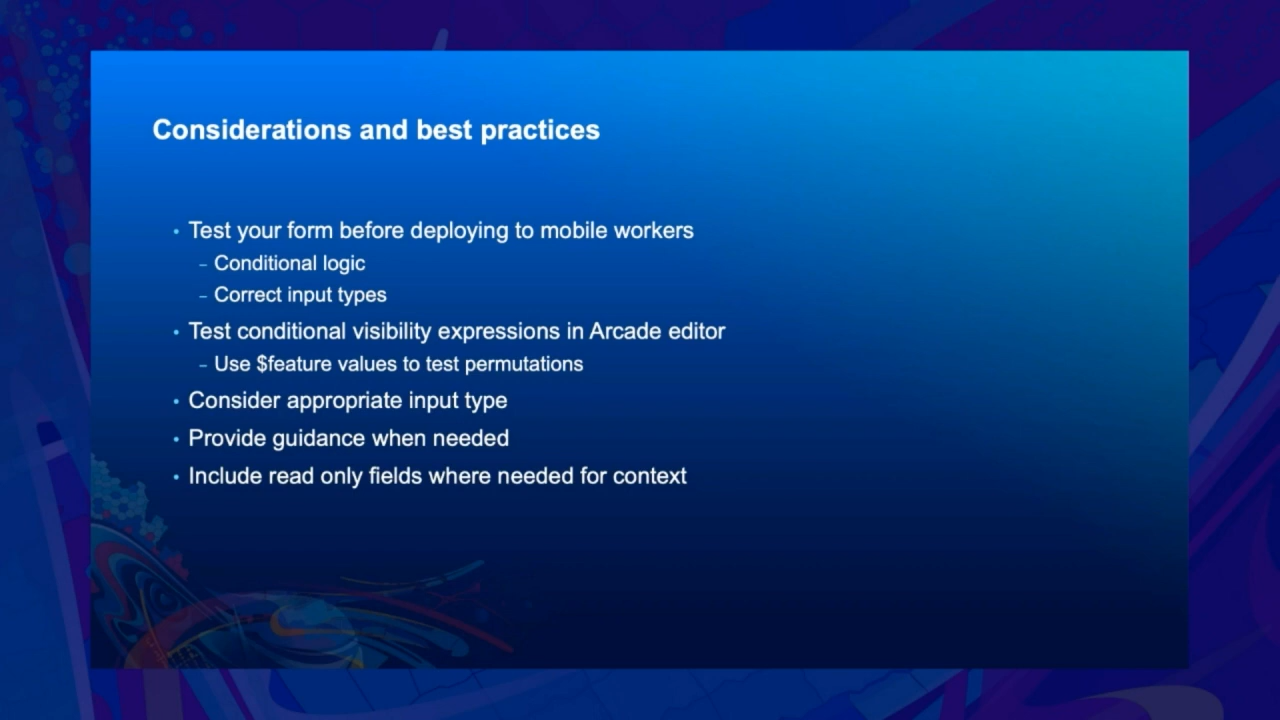 Considerations and best practices
• Test your form before deploying to mobile workers
– Conditional logic
– Correct input types
• Test conditional visibility expressions in Arcade editor
– Use $feature values to test permutations
• Consider appropriate input type
• Provide guidance when needed
• Include read only fields where needed for context